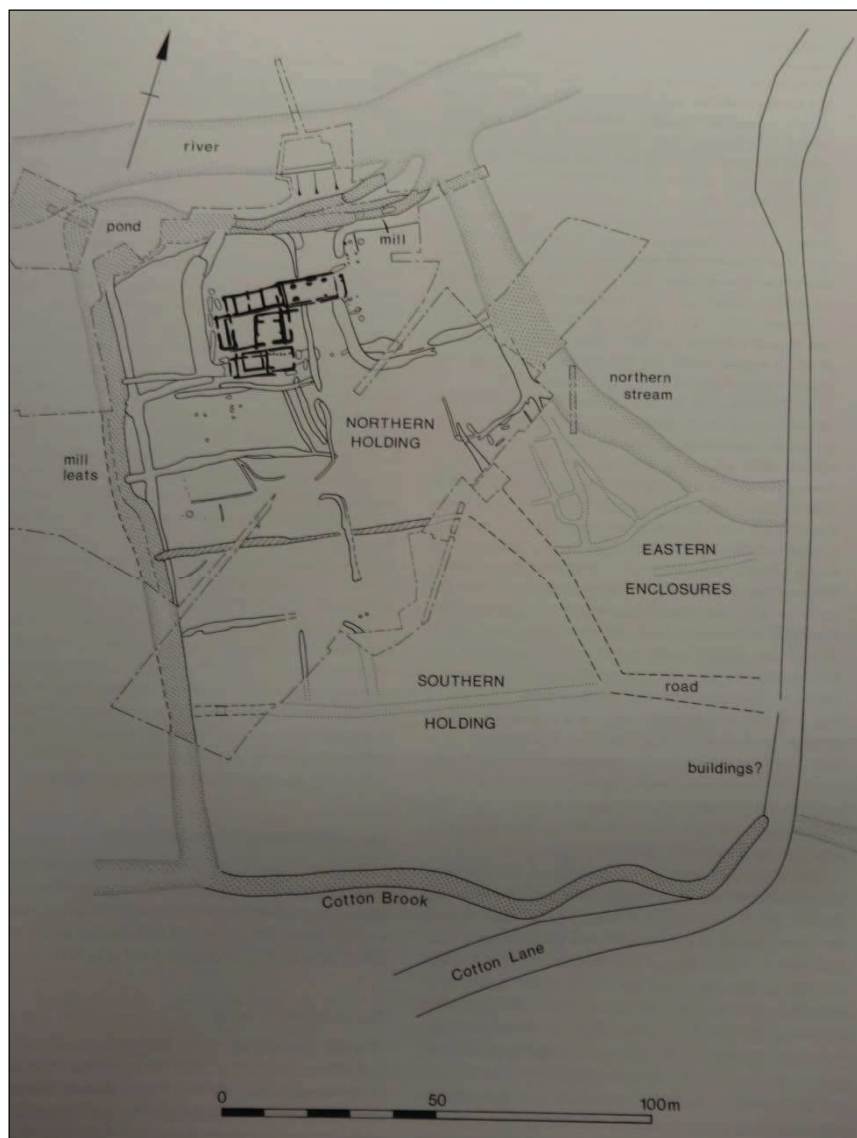 river
pond
mill
northern
stream
NORTHERN
HOLDING
mill
leats
EASTERN
ENCLOSURES
SOUTHERN
road
HOLDING
buildings?
Cotton Brook
Cotton Lane
0 50 100m